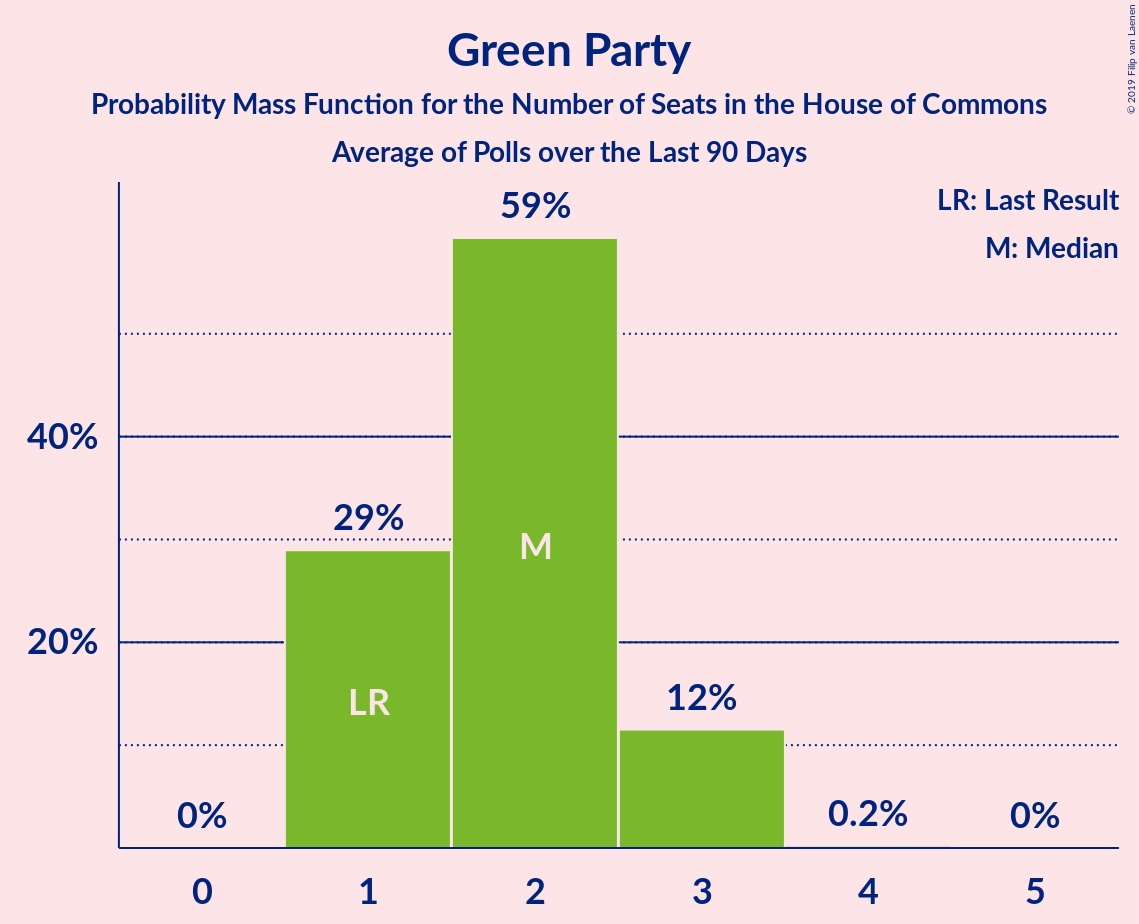 Green Party
Probability Mass Function for the Number of Seats in the House of Commons
Average of Polls over the Last 90 Days
© 2019 Filip van Laenen
LR: Last Result
M: Median
59%
40%
29%
M
20%
12%
LR
0%
0.2%
0%
0 1 2 3 4 5